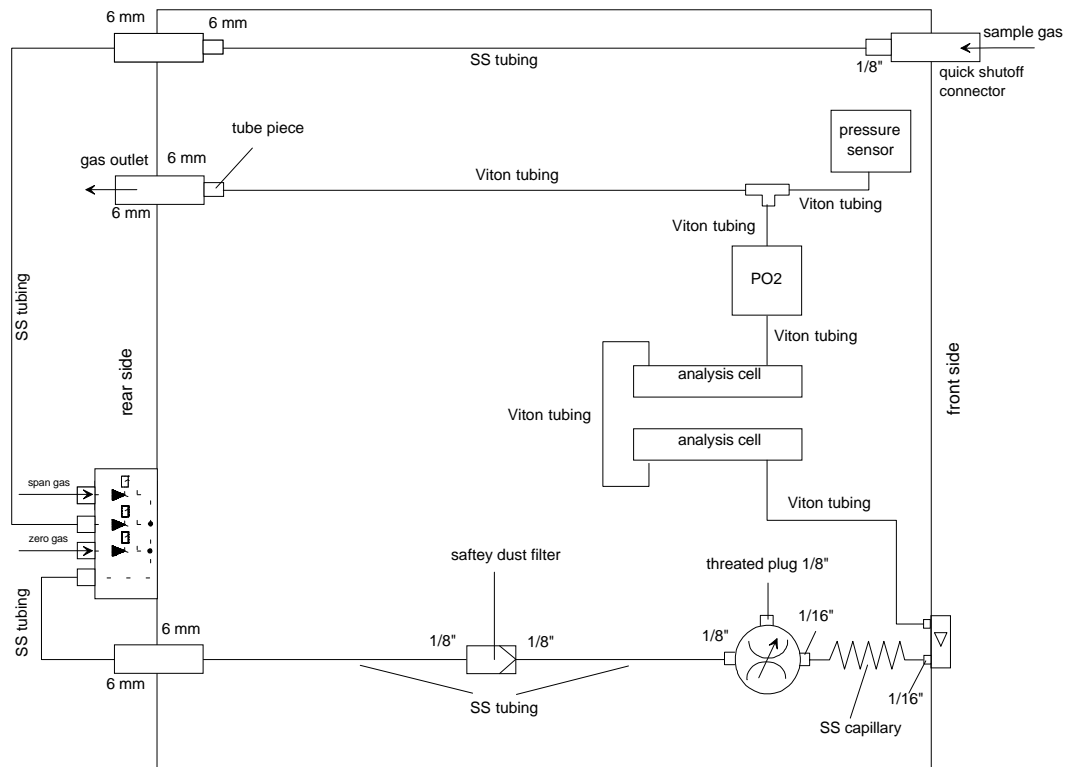 6 mm
6 mm
sample gas
SS tubing
1/8"
quick shutoff
connector
tube piece
pressure
sensor
gas outlet
6 mm
Viton tubing
Viton tubing
6 mm
Viton tubing
PO2
SS tubing
Viton tubing
rear side
front side
analysis cell
Viton tubing
analysis cell
span gas
Viton tubing
zero gas
saftey dust filter
threated plug 1/8"
SS tubing
6 mm
1/8"
1/8"
1/8"
1/16"
6 mm
1/16"
SS tubing
SS capillary